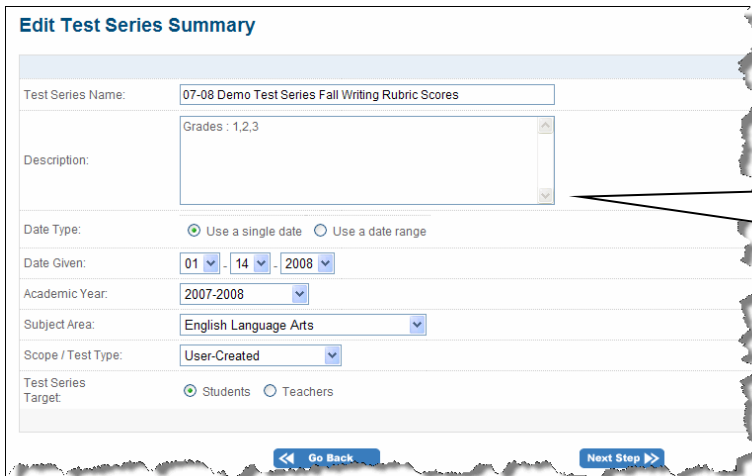 Edit Test Series Summary
Test Series Name: 07-08 Demo Test Series Fall Writing Rubric Scores
Grades : 1,2,3
Description:
Date Type: Use a single date Use a date range
Date Given: 01 - 14 - 2008
Academic Year: 2007-2008
Subject Area: English Language Arts
Scope / Test Type: User-Created
Test Series
Target: Students Teachers
Go Back Next Step